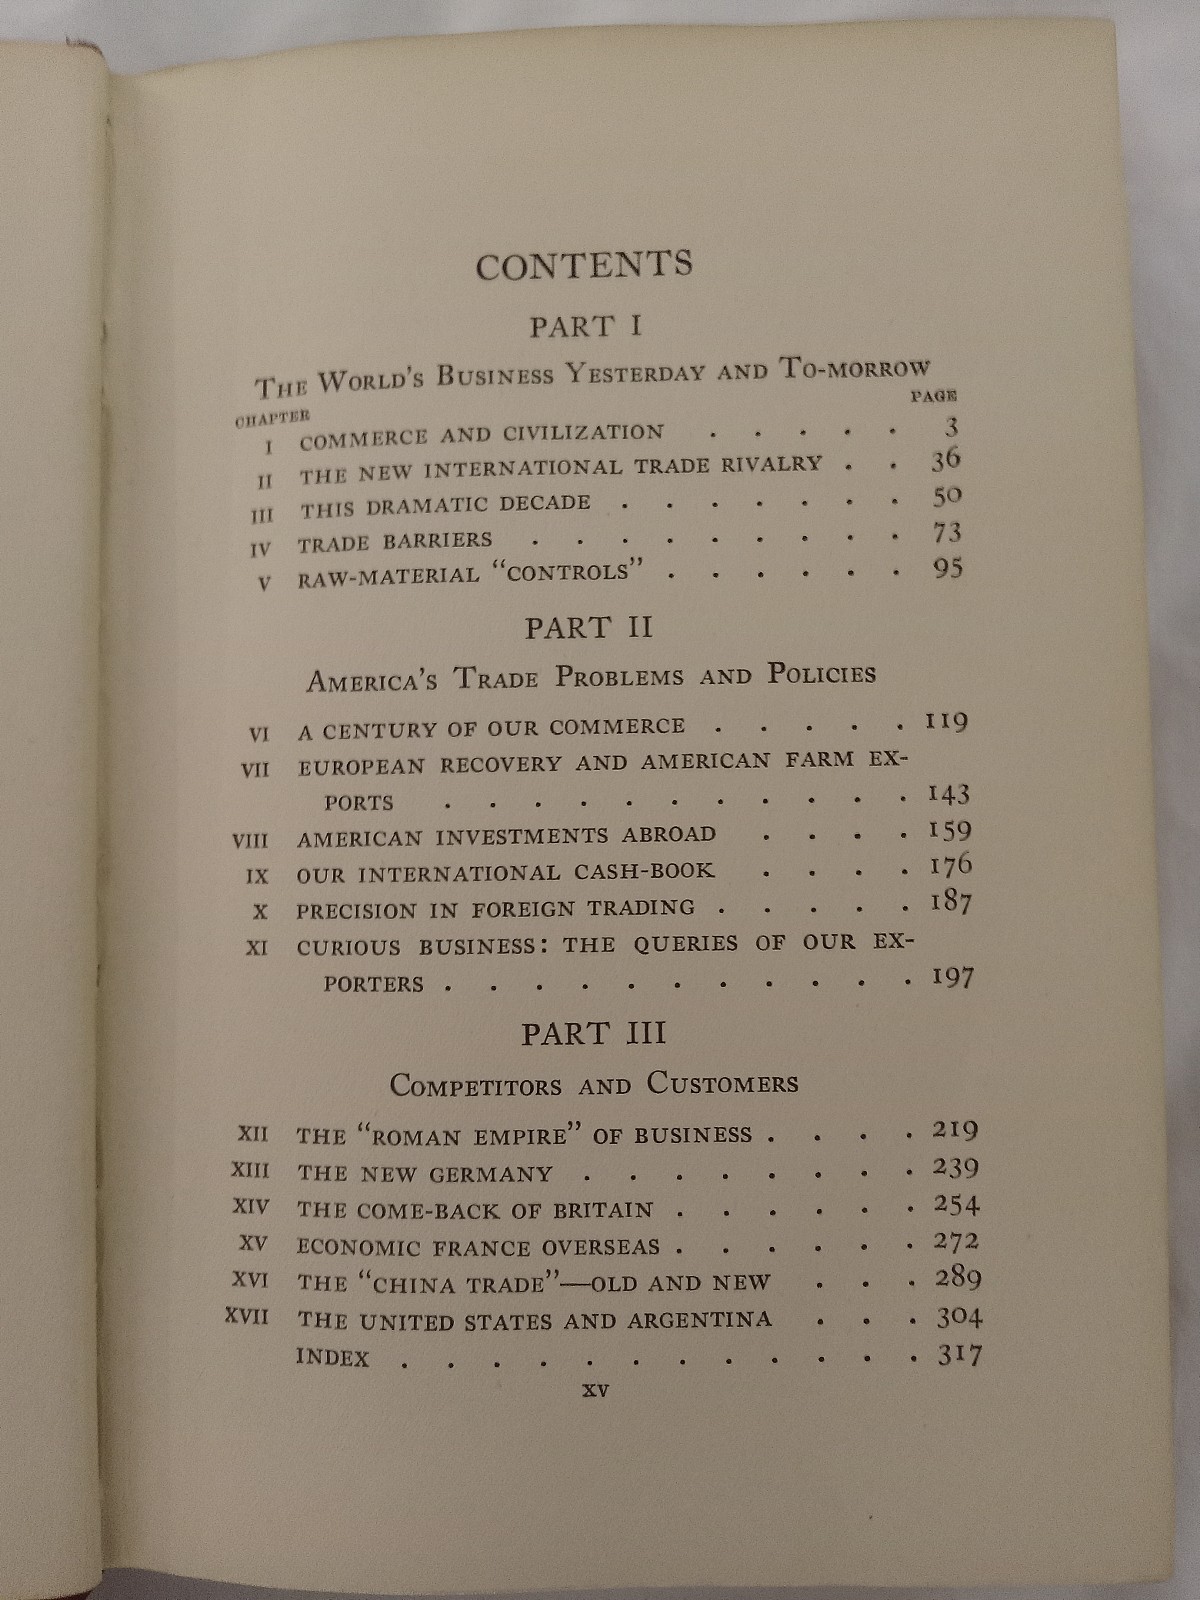 CONTENTS
PART I
The World's Business Yesterday and To-morrow
CHAPTER PAGE
I COMMERCE AND CIVILIZATION . . . . . 3
II THE NEW INTERNATIONAL TRADE RIVALRY . . 36
III THIS DRAMATIC DECADE . . . . . . . 50
IV TRADE BARRIERS . . . . . . . . . 73
V RAW-MATERIAL "CONTROLS" . . . . . . 95
PART II
America's Trade Problems and Policies
VI A CENTURY OF OUR COMMERCE . . . . . 119
VII EUROPEAN RECOVERY AND AMERICAN FARM EX-
PORTS . . . . . . . . . . . 143
VIII AMERICAN INVESTMENTS ABROAD . . . . 159
IX OUR INTERNATIONAL CASH-BOOK . . . . 176
X PRECISION IN FOREIGN TRADING . . . . . 187
XI CURIOUS BUSINESS: THE QUERIES OF OUR EX-
PORTERS . . . . . . . . . . . 197
PART III
Competitors and Customers
XII THE "ROMAN EMPIRE" OF BUSINESS . . . . 219
XIII THE NEW GERMANY . . . . . . . . 239
XIV THE COME-BACK OF BRITAIN . . . . . . 254
XV ECONOMIC FRANCE OVERSEAS . . . . . . 272
XVI THE "CHINA TRADE"—OLD AND NEW . . . 289
XVII THE UNITED STATES AND ARGENTINA . . . 304
INDEX . . . . . . . . . . . . 317
xv